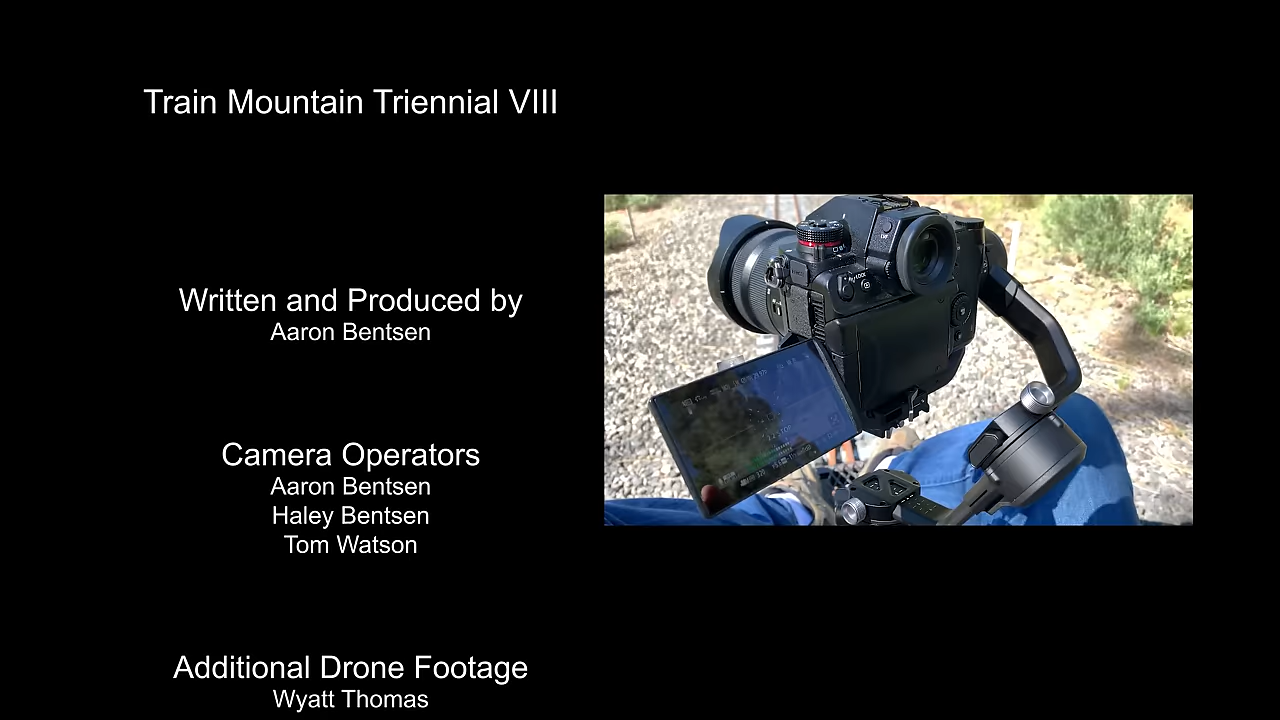 Train Mountain Triennial VIII
Written and Produced by
Aaron Bentsen
Camera Operators
Aaron Bentsen
Haley Bentsen
Tom Watson
Additional Drone Footage
Wyatt Thomas